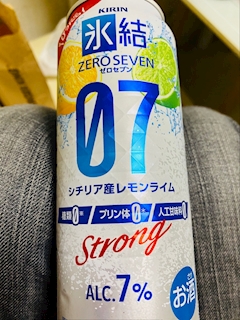 KIRIN
氷結
ZERO SEVEN
ゼロセブン
07
シチリア産レモンライム
糖類0 プリン体0 人工甘味料0
Strong
ALC.7%
お酒